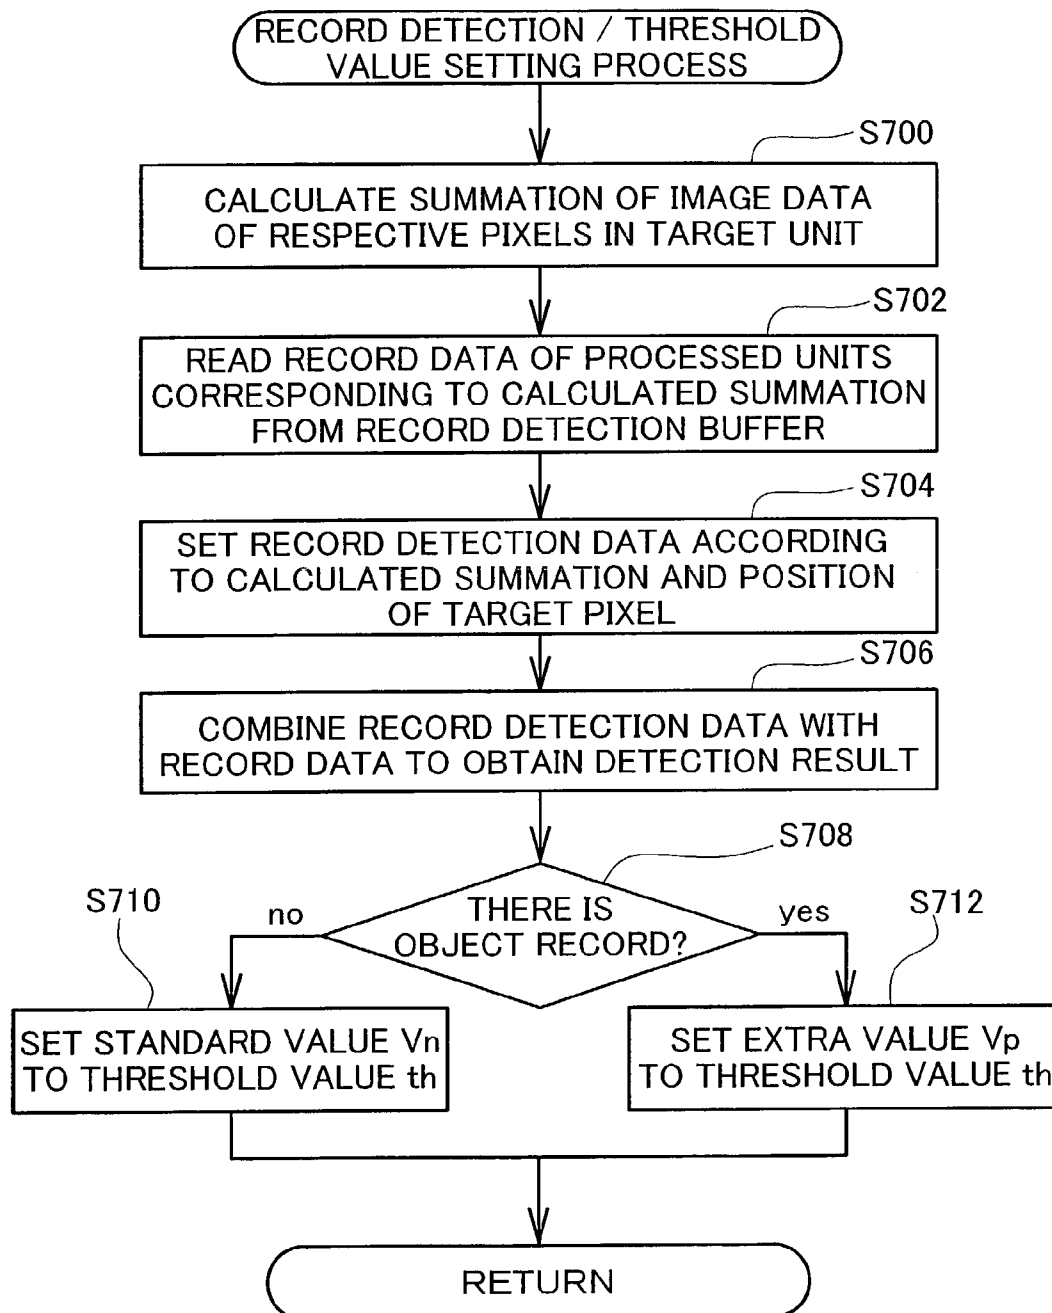 RECORD DETECTION / THRESHOLD
VALUE SETTING PROCESS
S700
CALCULATE SUMMATION OF IMAGE DATA
OF RESPECTIVE PIXELS IN TARGET UNIT
S702
READ RECORD DATA OF PROCESSED UNITS
CORRESPONDING TO CALCULATED SUMMATION
FROM RECORD DETECTION BUFFER
S704
SET RECORD DETECTION DATA ACCORDING
TO CALCULATED SUMMATION AND POSITION
OF TARGET PIXEL
S706
COMBINE RECORD DETECTION DATA WITH
RECORD DATA TO OBTAIN DETECTION RESULT
S708
THERE IS
OBJECT RECORD?
no
yes
S710
SET STANDARD VALUE Vn
TO THRESHOLD VALUE th
S712
SET EXTRA VALUE Vp
TO THRESHOLD VALUE th
RETURN